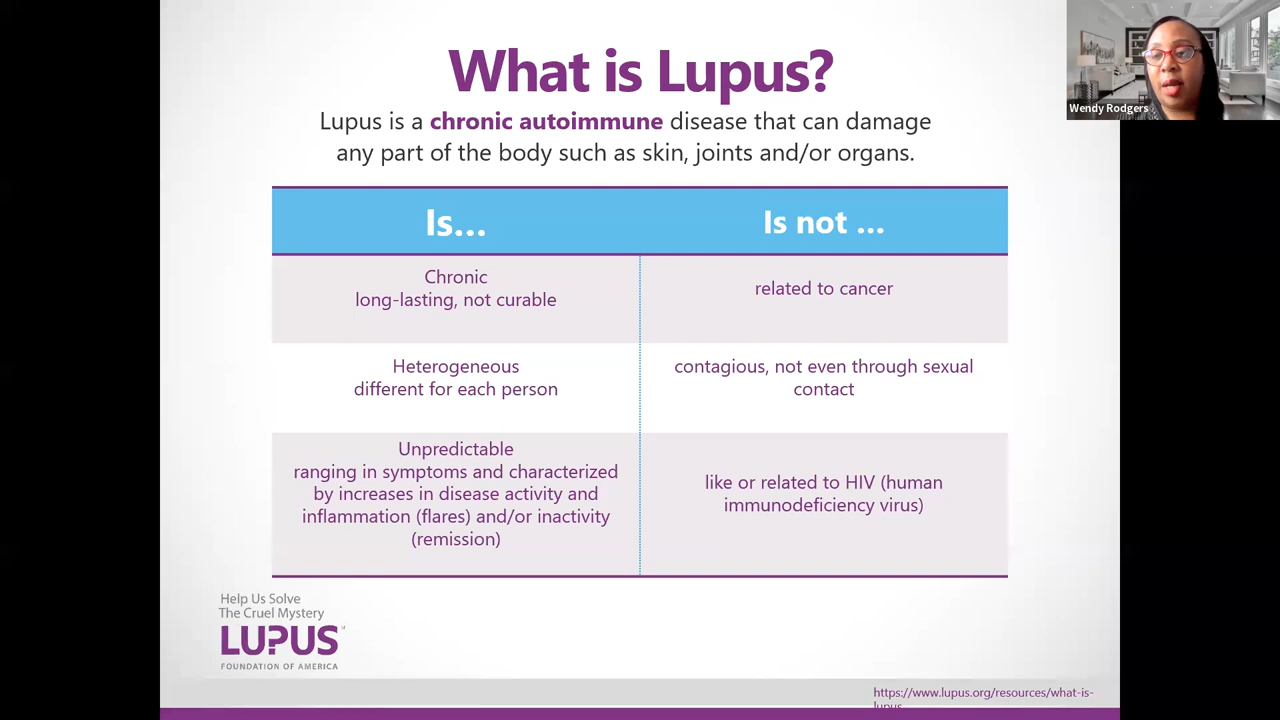 What is Lupus?
Lupus is a chronic autoimmune disease that can damage
any part of the body such as skin, joints and/or organs.
Wendy Rodgers
Is...
Is not ...
Chronic
long-lasting, not curable
related to cancer
Heterogeneous
different for each person
contagious, not even through sexual
contact
Unpredictable
ranging in symptoms and characterized
by increases in disease activity and
inflammation (flares) and/or inactivity
(remission)
like or related to HIV (human
immunodeficiency virus)
Help Us Solve
The Cruel Mystery
LUPUS
FOUNDATION OF AMERICA
https://www.lupus.org/resources/what-is-
lupus